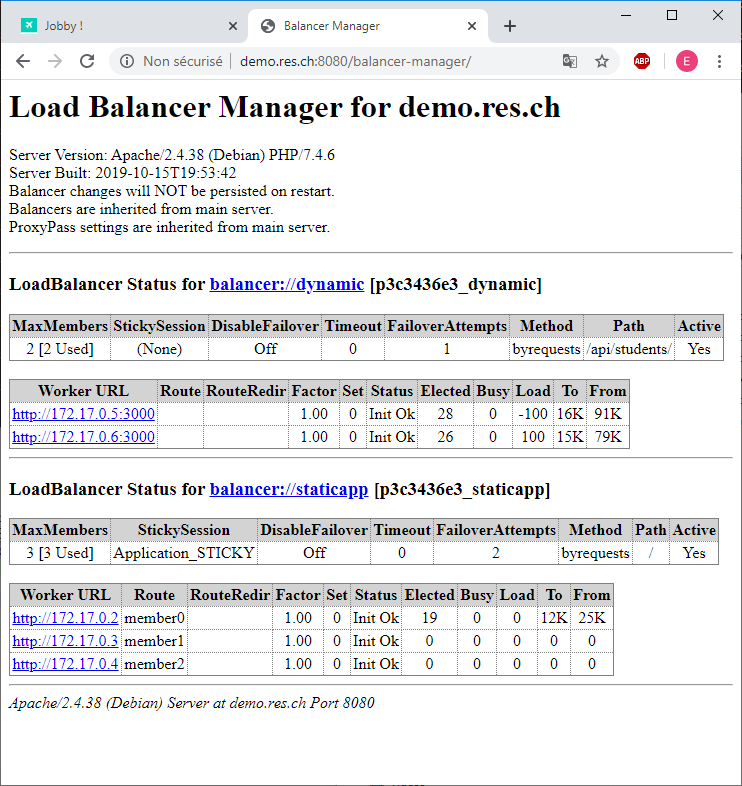 Jobby !
Balancer Manager
Non sécurisé | demo.res.ch:8080/balancer-manager/
ABP
E
Load Balancer Manager for demo.res.ch
Server Version: Apache/2.4.38 (Debian) PHP/7.4.6
Server Built: 2019-10-15T19:53:42
Balancer changes will NOT be persisted on restart.
Balancers are inherited from main server.
ProxyPass settings are inherited from main server.
LoadBalancer Status for balancer://dynamic [p3c3436e3_dynamic]
MaxMembers StickySession DisableFailover Timeout FailoverAttempts Method Path Active
2 [2 Used] (None) Off 0 1 byrequests /api/students/ Yes
Worker URL Route RouteRedir Factor Set Status Elected Busy Load To From
http://172.17.0.5:3000 1.00 0 Init Ok 28 0 -100 16K 91K
http://172.17.0.6:3000 1.00 0 Init Ok 26 0 100 15K 79K
LoadBalancer Status for balancer://staticapp [p3c3436e3_staticapp]
MaxMembers StickySession DisableFailover Timeout FailoverAttempts Method Path Active
3 [3 Used] Application_STICKY Off 0 2 byrequests / Yes
Worker URL Route RouteRedir Factor Set Status Elected Busy Load To From
http://172.17.0.2 member0 1.00 0 Init Ok 19 0 0 12K 25K
http://172.17.0.3 member1 1.00 0 Init Ok 0 0 0 0 0
http://172.17.0.4 member2 1.00 0 Init Ok 0 0 0 0 0
Apache/2.4.38 (Debian) Server at demo.res.ch Port 8080